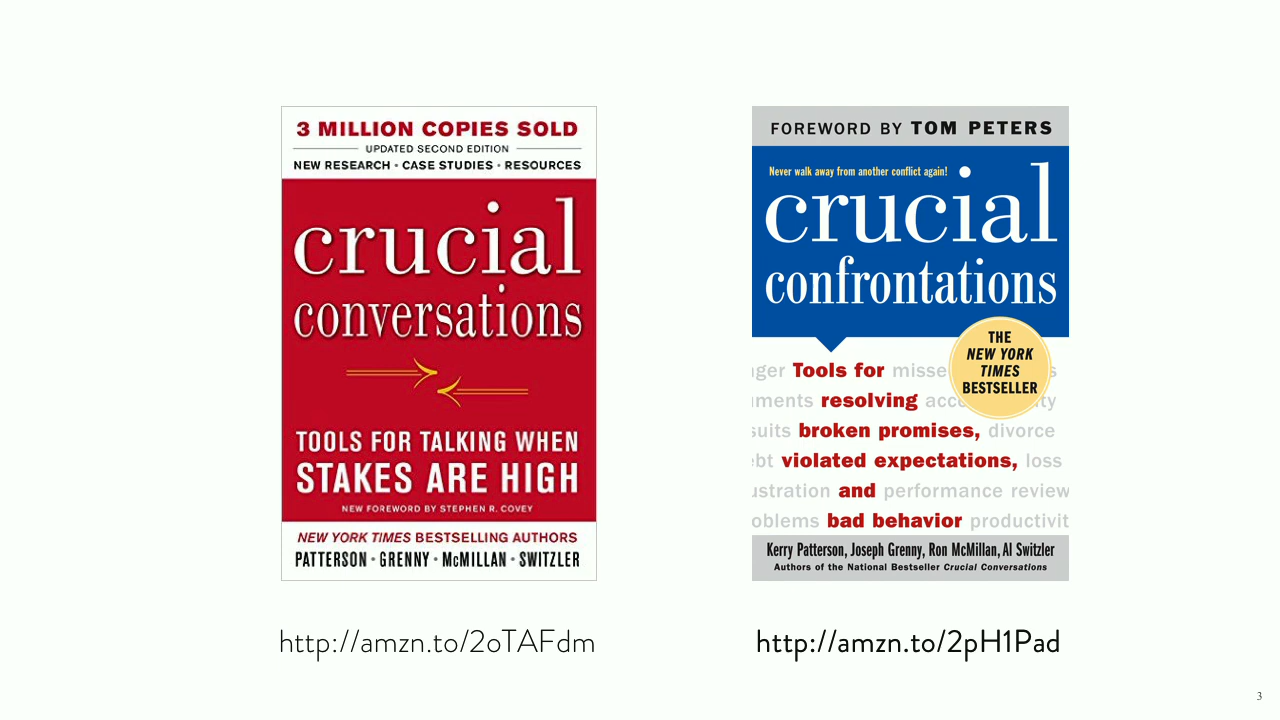 3 MILLION COPIES SOLD
UPDATED SECOND EDITION
NEW RESEARCH • CASE STUDIES • RESOURCES
crucial
conversations
TOOLS FOR TALKING WHEN
STAKES ARE HIGH
NEW FOREWORD BY STEPHEN R. COVEY
NEW YORK TIMES BESTSELLING AUTHORS
PATTERSON • GRENNY • McMILLAN • SWITZLER
http://amzn.to/2oTAFdm
FOREWORD BY TOM PETERS
Never walk away from another conflict again!
crucial
confrontations
THE
NEW YORK
TIMES
BESTSELLER
Tools for
resolving
suits broken promises, divorce
violated expectations, loss
and performance review
bad behavior
Kerry Patterson, Joseph Grenny, Ron McMillan, Al Switzler
Authors of the National Bestseller Crucial Conversations
http://amzn.to/2pH1Pad
3